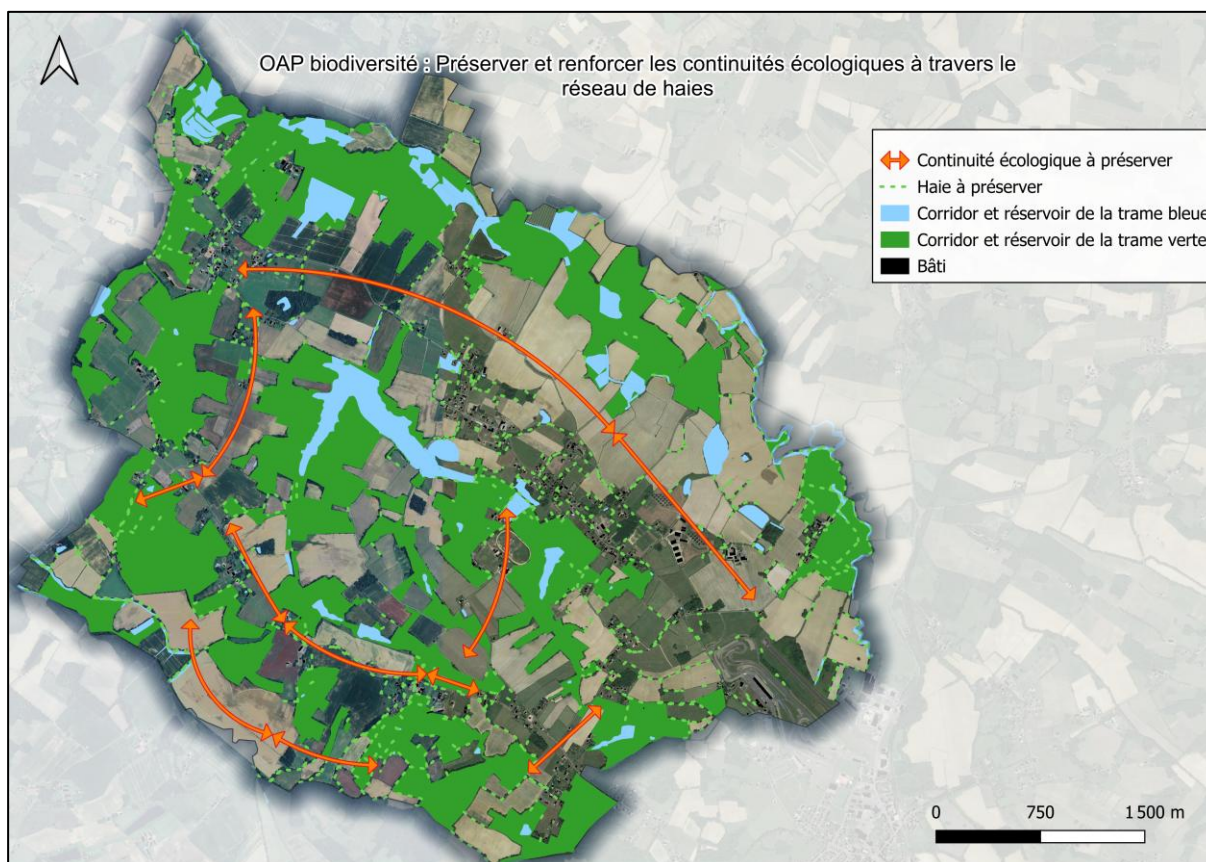 OAP biodiversité : Préserver et renforcer les continuités écologiques à travers le
réseau de haies
Continuité écologique à préserver
Haie à préserver
Corridor et réservoir de la trame bleue
Corridor et réservoir de la trame verte
Bâti
0 750 1 500 m